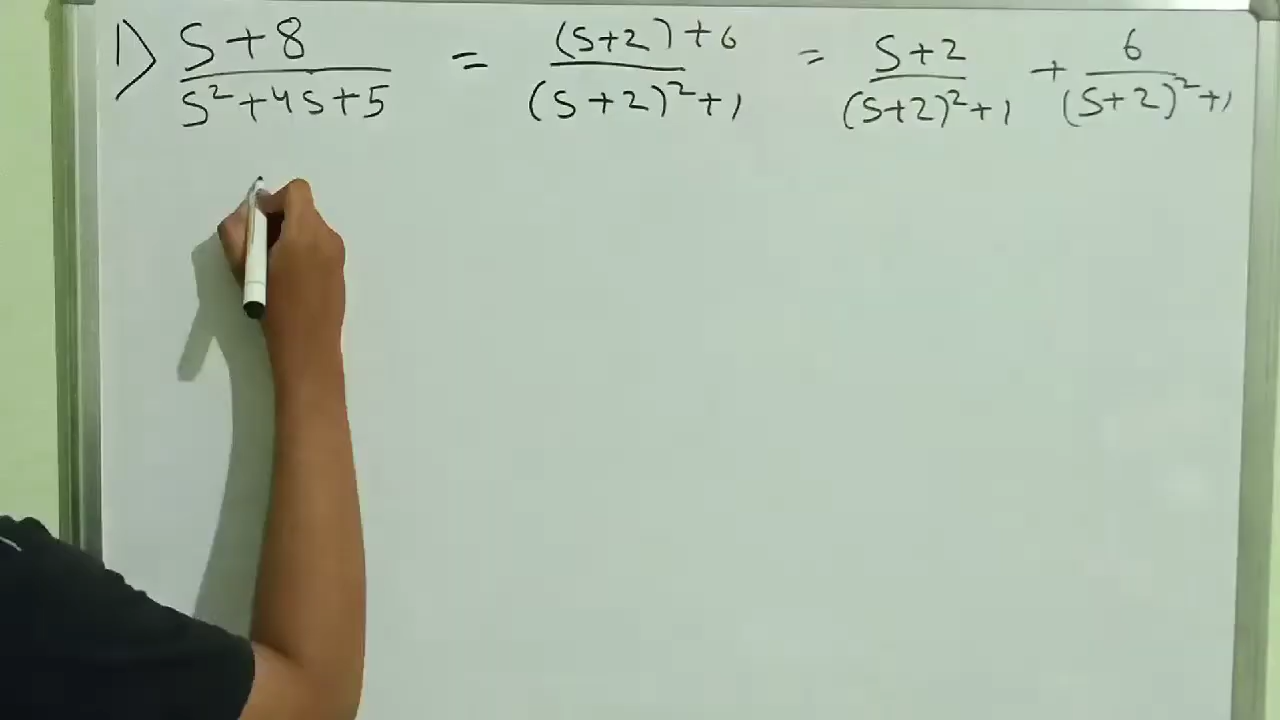 1) S+8 / S²+4S+5 = (S+2)+6 / (S+2)²+1 = S+2 / (S+2)²+1 + 6 / (S+2)²+1